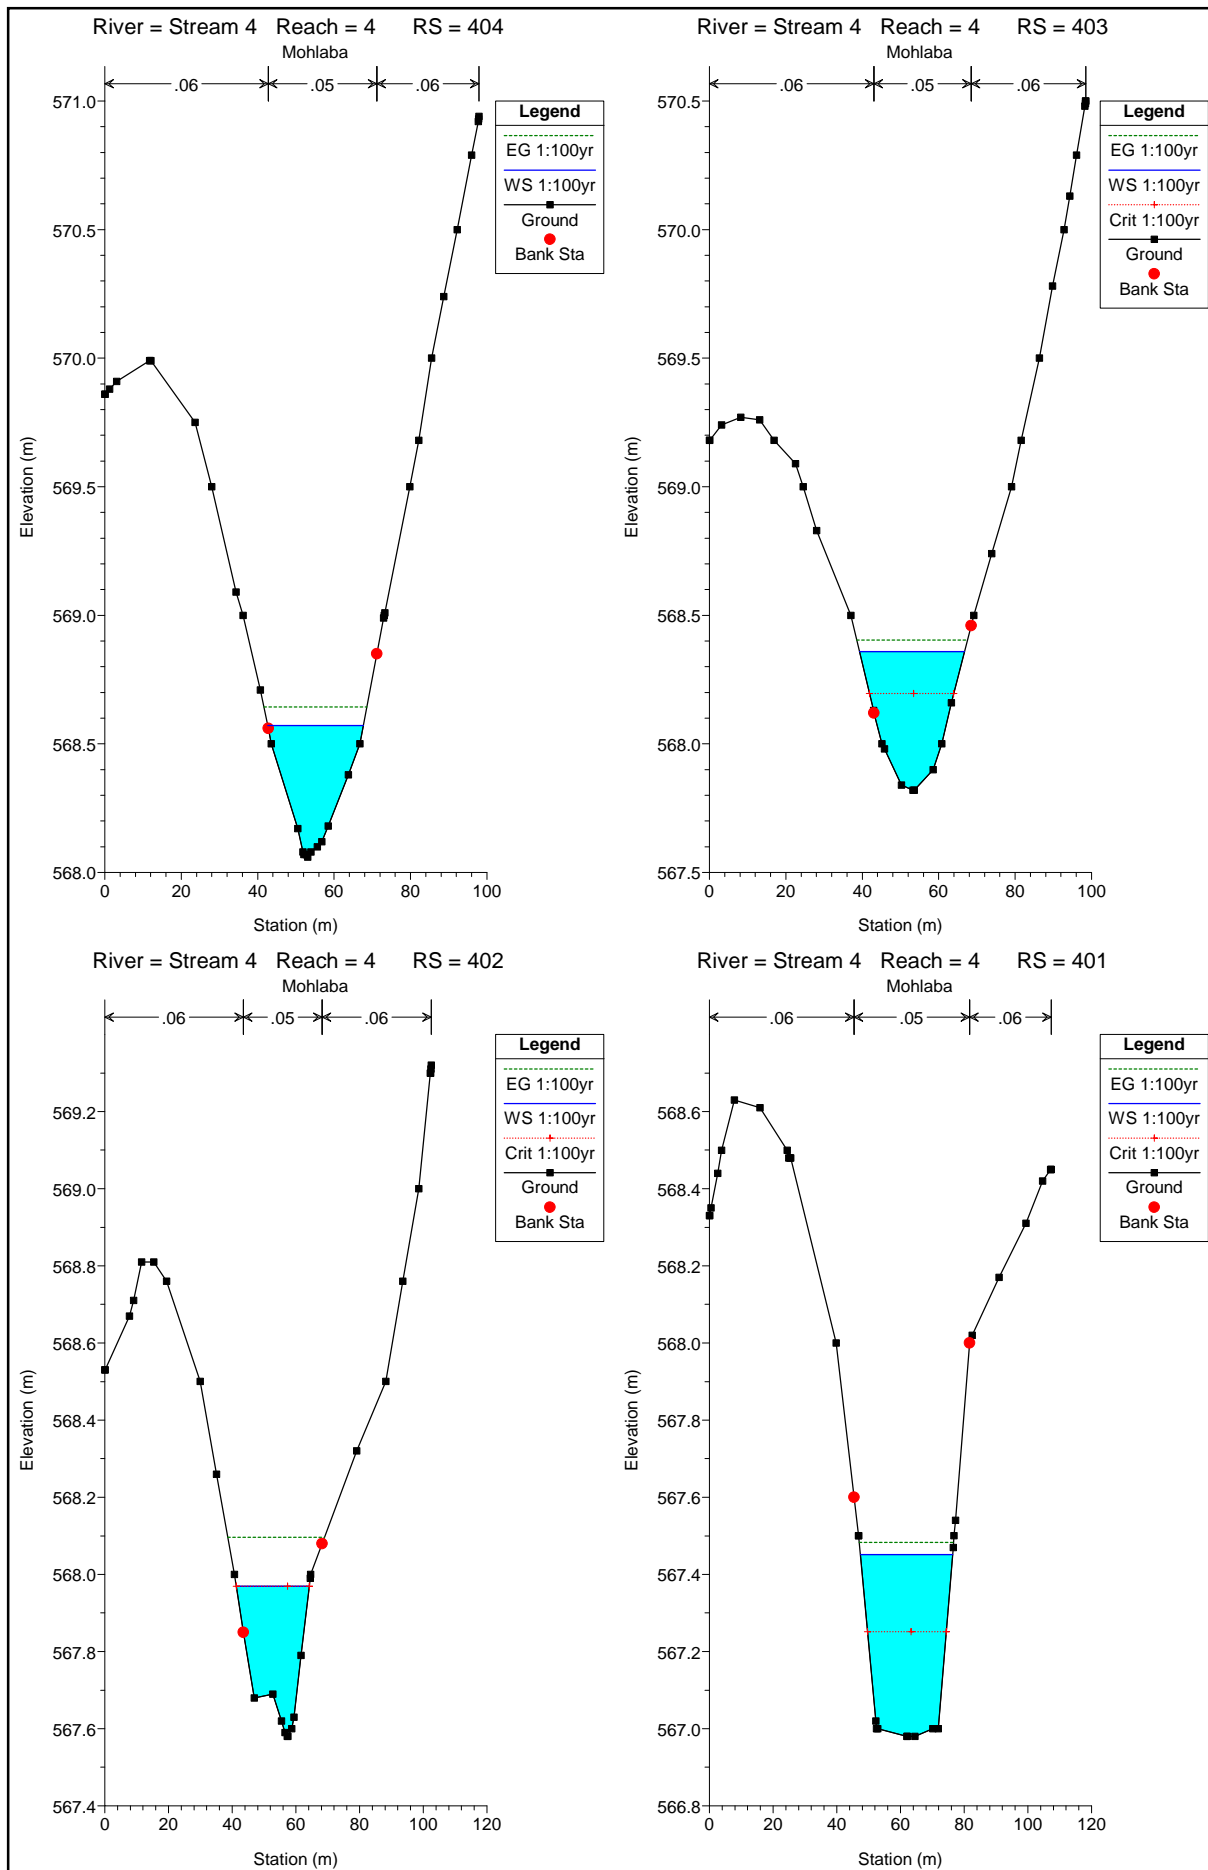 River = Stream 4 Reach = 4 RS = 404
Mohlaba
.06 .05 .06
Legend
EG 1:100yr
WS 1:100yr
Ground
Bank Sta
571.0
570.5
570.0
569.5
569.0
568.5
568.0
Elevation (m)
0 20 40 60 80 100
Station (m)
River = Stream 4 Reach = 4 RS = 403
Mohlaba
.06 .05 .06
Legend
EG 1:100yr
WS 1:100yr
Crit 1:100yr
Ground
Bank Sta
570.5
570.0
569.5
569.0
568.5
568.0
567.5
Elevation (m)
0 20 40 60 80 100
Station (m)
River = Stream 4 Reach = 4 RS = 402
Mohlaba
.06 .05 .06
Legend
EG 1:100yr
WS 1:100yr
Crit 1:100yr
Ground
Bank Sta
569.2
569.0
568.8
568.6
568.4
568.2
568.0
567.8
567.6
567.4
Elevation (m)
0 20 40 60 80 100 120
Station (m)
River = Stream 4 Reach = 4 RS = 401
Mohlaba
.06 .05 .06
Legend
EG 1:100yr
WS 1:100yr
Crit 1:100yr
Ground
Bank Sta
568.6
568.4
568.2
568.0
567.8
567.6
567.4
567.2
567.0
566.8
Elevation (m)
0 20 40 60 80 100 120
Station (m)